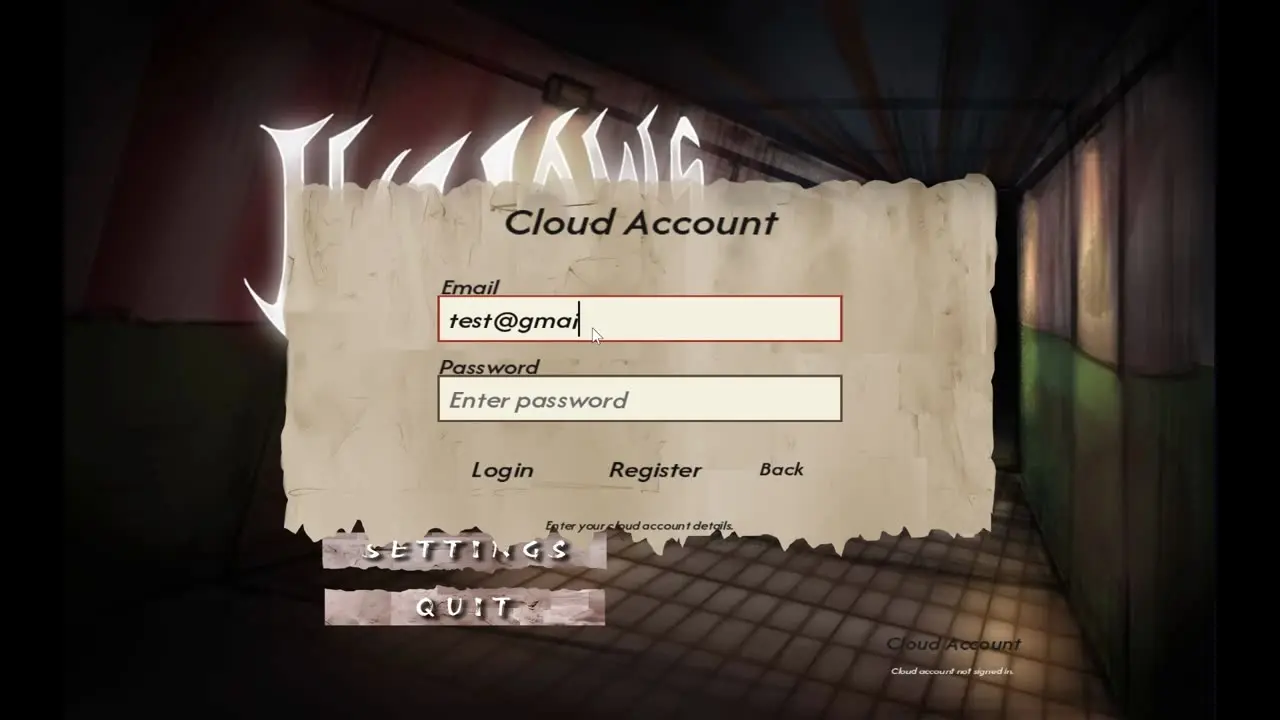 Cloud Account
Email
test@gmai
Password
Enter password
Login Register Back
Enter your cloud account details.
SETTINGS
QUIT
Cloud Account
Cloud account not signed in.